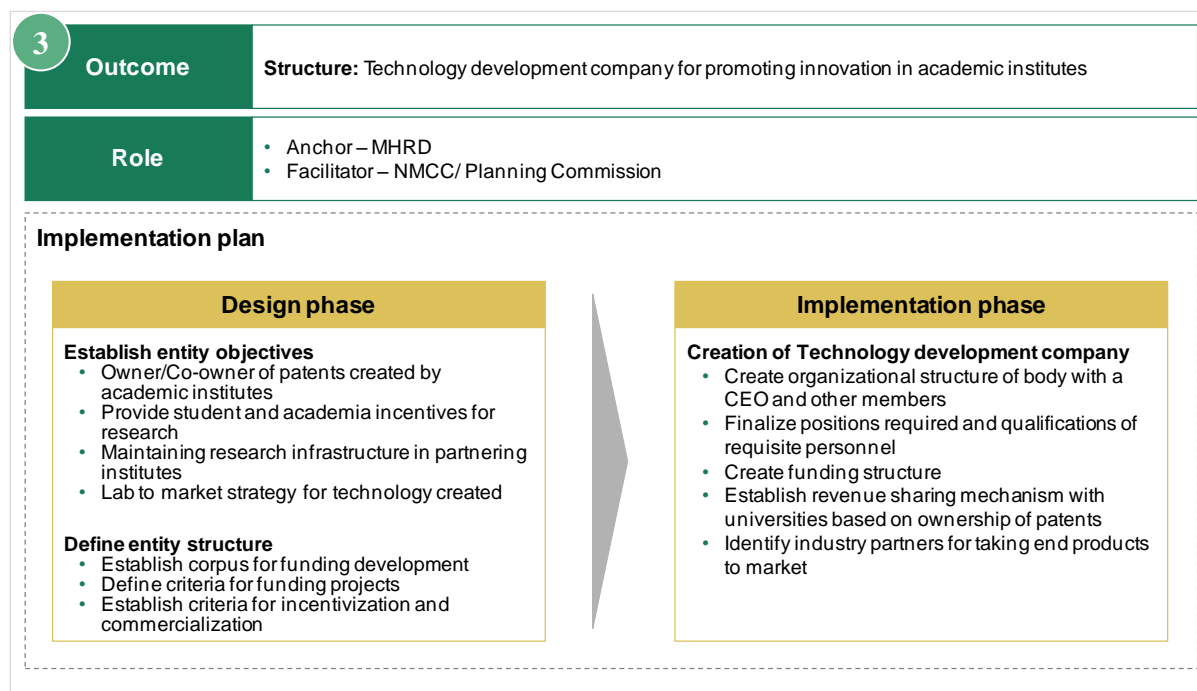 3
Outcome
Structure: Technology development company for promoting innovation in academic institutes
Role
• Anchor – MHRD
• Facilitator – NMCC/ Planning Commission
Implementation plan
Design phase
Establish entity objectives
• Owner/Co-owner of patents created by
academic institutes
• Provide student and academia incentives for
research
• Maintaining research infrastructure in partnering
institutes
• Lab to market strategy for technology created
Define entity structure
• Establish corpus for funding development
• Define criteria for funding projects
• Establish criteria for incentivization and
commercialization
Implementation phase
Creation of Technology development company
• Create organizational structure of body with a
CEO and other members
• Finalize positions required and qualifications of
requisite personnel
• Create funding structure
• Establish revenue sharing mechanism with
universities based on ownership of patents
• Identify industry partners for taking end products
to market